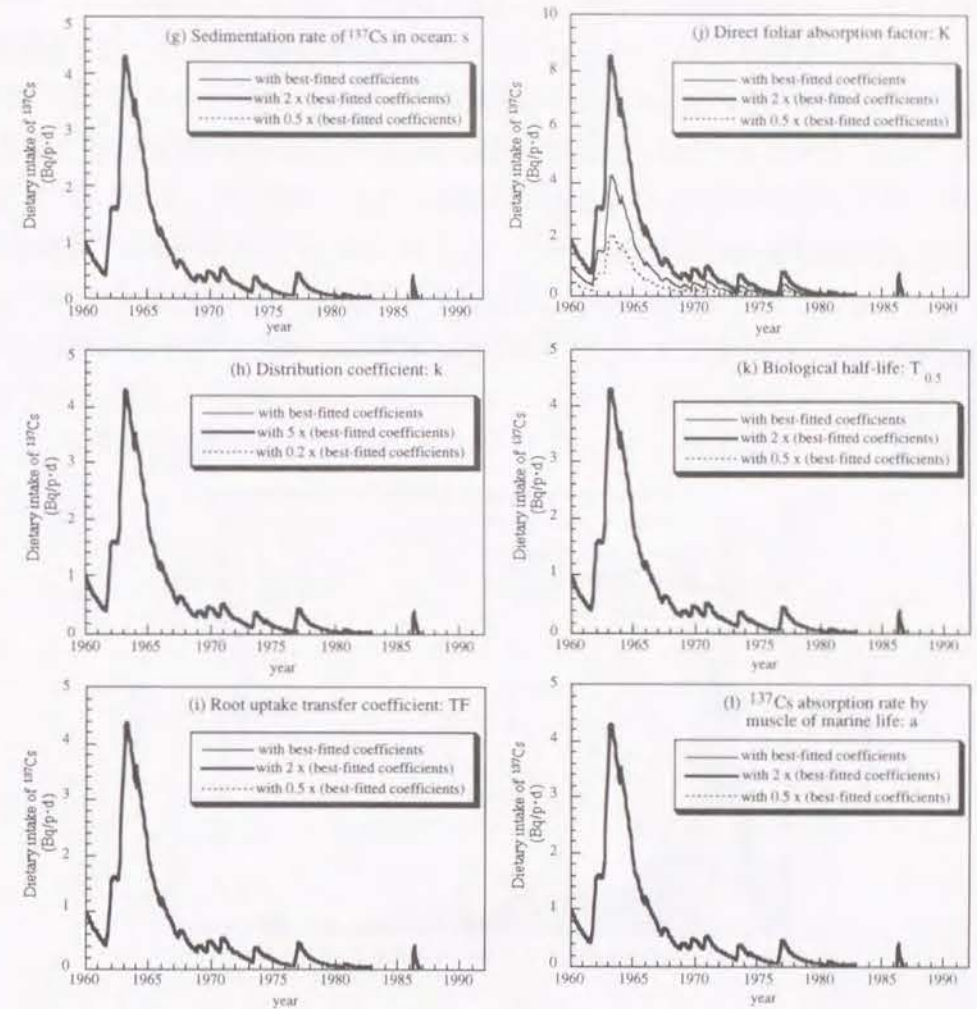 (g) Sedimentation rate of ¹³⁷Cs in ocean: s
with best-fitted coefficients
with 2 x (best-fitted coefficients)
with 0.5 x (best-fitted coefficients)
Dietary intake of ¹³⁷Cs
(Bq/p·d)
5
4
3
2
1
0
1960 1965 1970 1975 1980 1985 1990
year
(j) Direct foliar absorption factor: K
with best-fitted coefficients
with 2 x (best-fitted coefficients)
with 0.5 x (best-fitted coefficients)
Dietary intake of ¹³⁷Cs
(Bq/p·d)
10
8
6
4
2
0
1960 1965 1970 1975 1980 1985 1990
year
(h) Distribution coefficient: k
with best-fitted coefficients
with 5 x (best-fitted coefficients)
with 0.2 x (best-fitted coefficients)
Dietary intake of ¹³⁷Cs
(Bq/p·d)
5
4
3
2
1
0
1960 1965 1970 1975 1980 1985 1990
year
(k) Biological half-life: T 0.5
with best-fitted coefficients
with 2 x (best-fitted coefficients)
with 0.5 x (best-fitted coefficients)
Dietary intake of ¹³⁷Cs
(Bq/p·d)
5
4
3
2
1
0
1960 1965 1970 1975 1980 1985 1990
year
(i) Root uptake transfer coefficient: TF
with best-fitted coefficients
with 2 x (best-fitted coefficients)
with 0.5 x (best-fitted coefficients)
Dietary intake of ¹³⁷Cs
(Bq/p·d)
5
4
3
2
1
0
1960 1965 1970 1975 1980 1985 1990
year
(l) ¹³⁷Cs absorption rate by
muscle of marine life: a
with best-fitted coefficients
with 2 x (best-fitted coefficients)
with 0.5 x (best-fitted coefficients)
Dietary intake of ¹³⁷Cs
(Bq/p·d)
5
4
3
2
1
0
1960 1965 1970 1975 1980 1985 1990
year